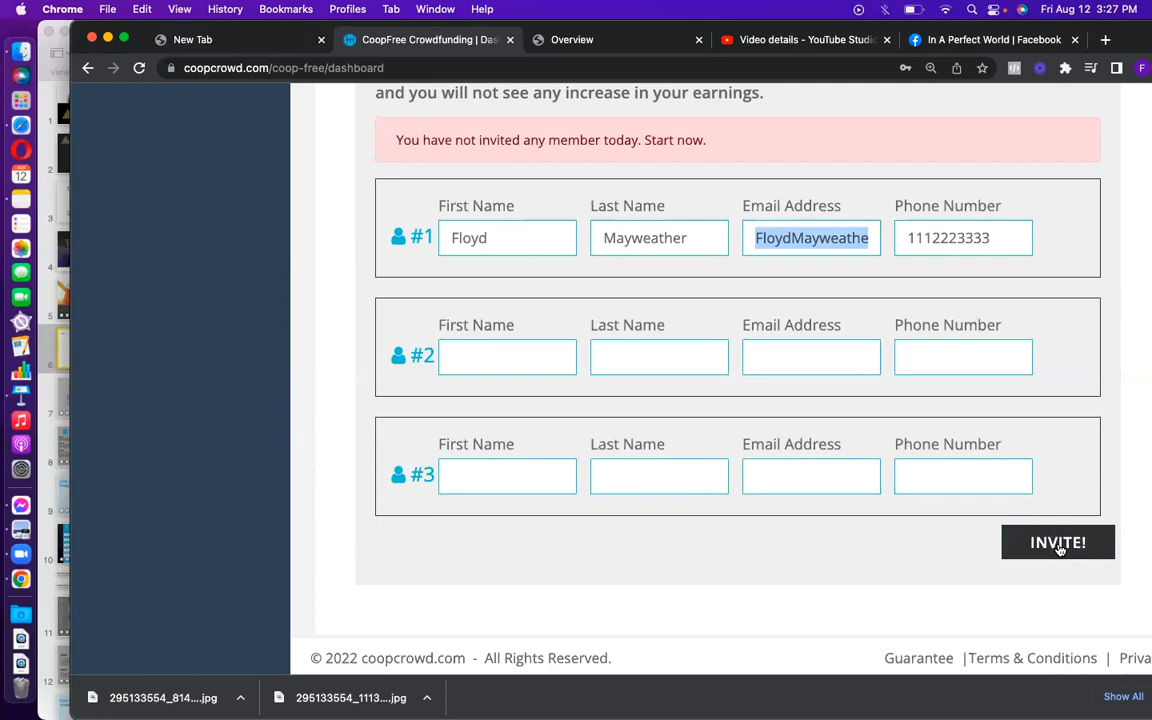 Chrome File Edit View History Bookmarks Profiles Tab Window Help Fri Aug 12 3:27 PM
New Tab CoopFree Crowdfunding | Das Overview Video details - YouTube Studio In A Perfect World | Facebook
coopcrowd.com/coop-free/dashboard
and you will not see any increase in your earnings.
You have not invited any member today. Start now.
First Name Last Name Email Address Phone Number
#1 Floyd Mayweather FloydMayweathe 1112223333
First Name Last Name Email Address Phone Number
#2
First Name Last Name Email Address Phone Number
#3
INVITE!
© 2022 coopcrowd.com - All Rights Reserved. Guarantee |Terms & Conditions | Priva
295133554_814....jpg 295133554_1113....jpg Show All